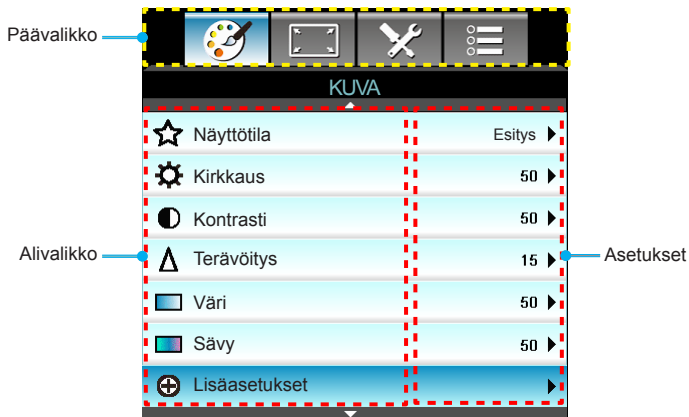 Päävalikko
KUVA
Näyttötila Esitys
Kirkkaus 50
Kontrasti 50
Alivalikko Terävöitys 15 Asetukset
Väri 50
Sävy 50
Lisäasetukset